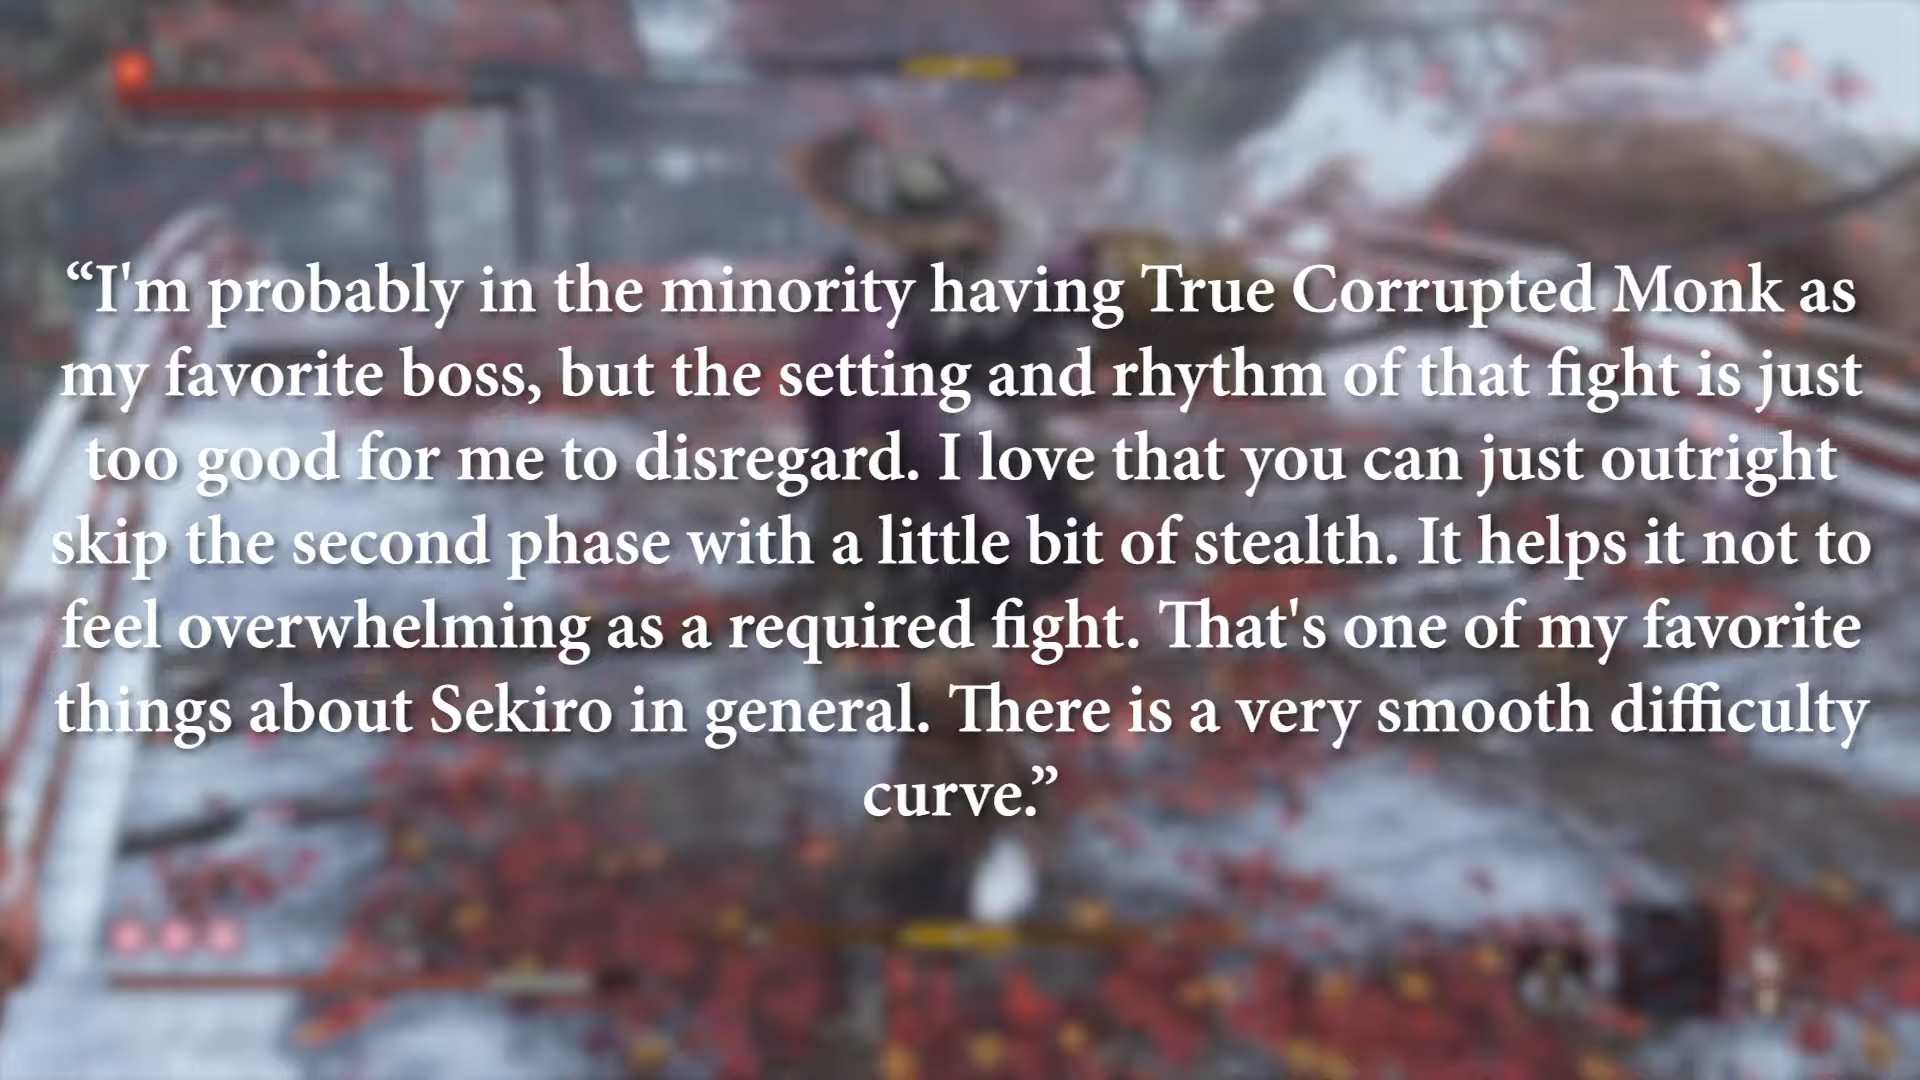 “I'm probably in the minority having True Corrupted Monk as
my favorite boss, but the setting and rhythm of that fight is just
too good for me to disregard. I love that you can just outright
skip the second phase with a little bit of stealth. It helps it not to
feel overwhelming as a required fight. That's one of my favorite
things about Sekiro in general. There is a very smooth difficulty
curve.”